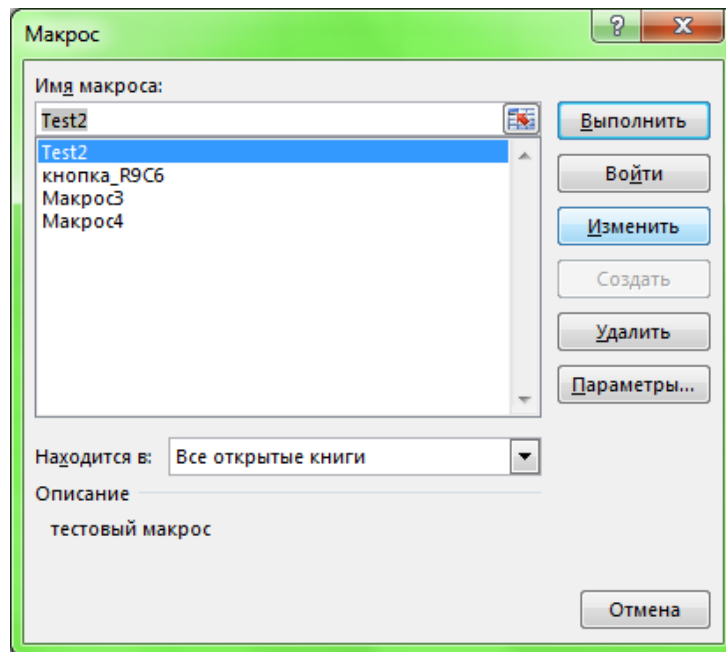 Макрос
?
Имя макроса:
Test2
Выполнить
Test2
кнопка_R9C6
Макрос3
Макрос4
Войти
Изменить
Создать
Удалить
Параметры...
Находится в: Все открытые книги
Описание
тестовый макрос
Отмена